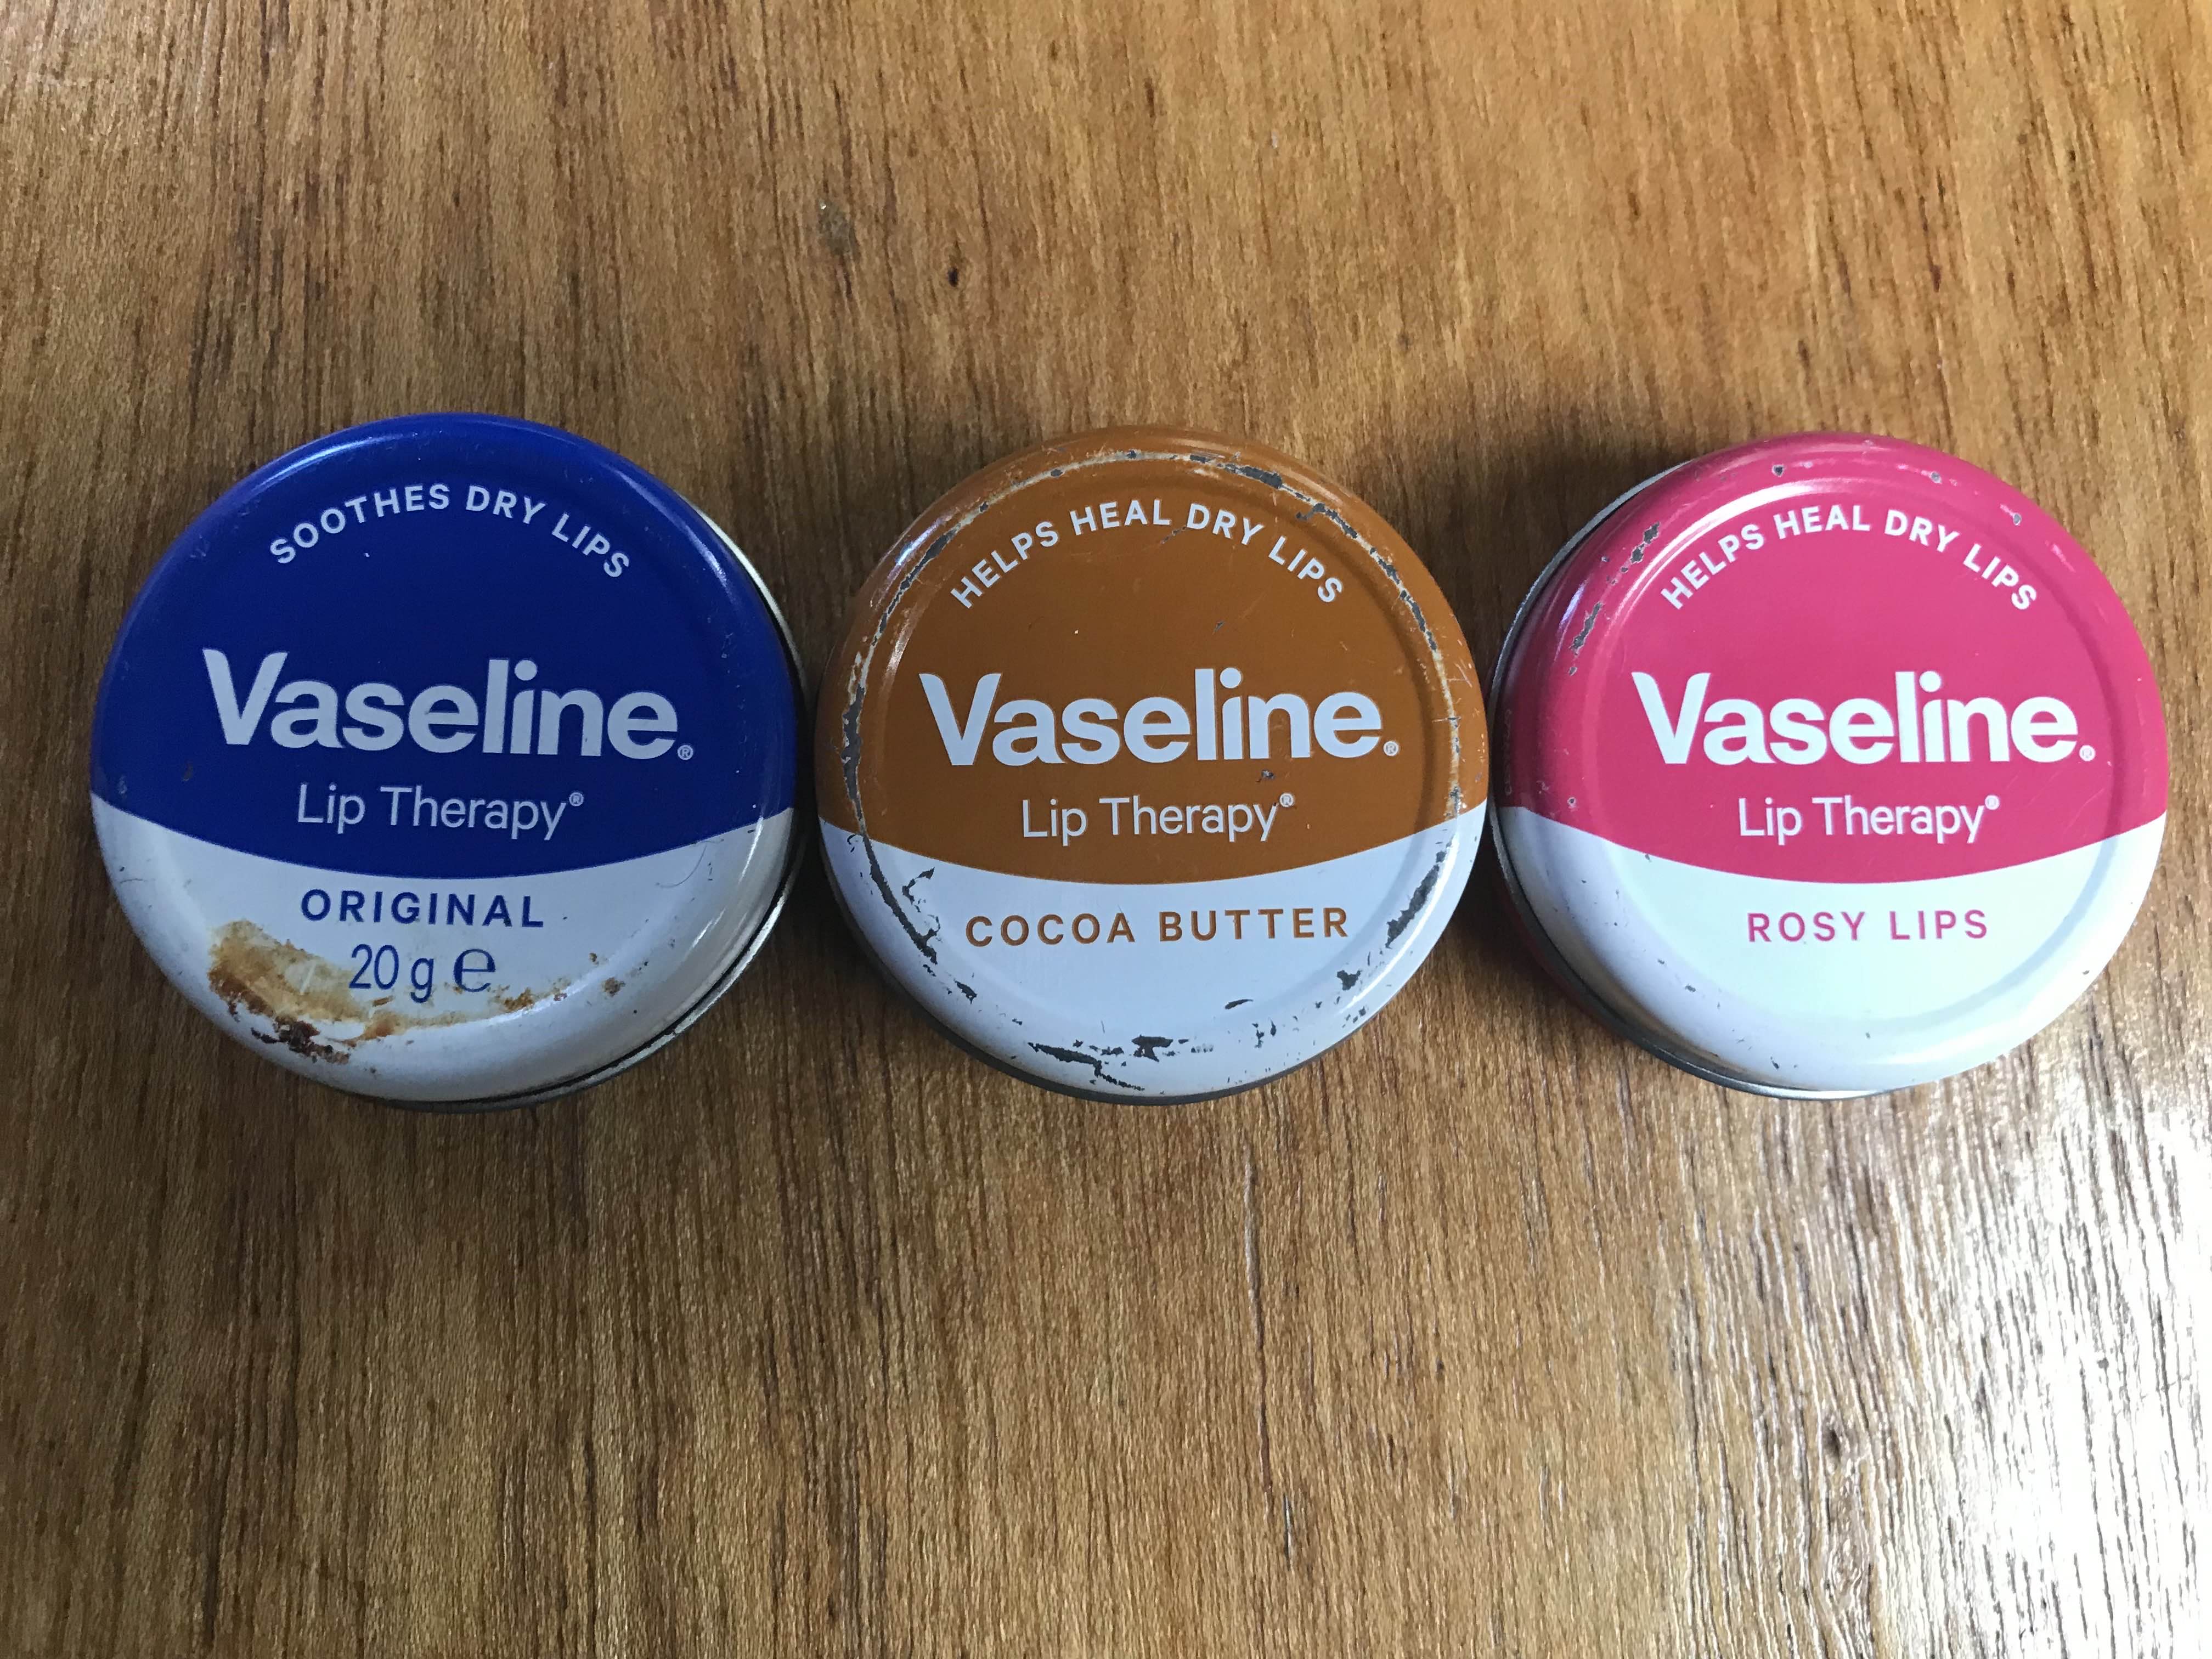 SOOTHES DRY LIPS
Vaseline®
Lip Therapy®
ORIGINAL
20 g ℮
HELPS HEAL DRY LIPS
Vaseline®
Lip Therapy®
COCOA BUTTER
HELPS HEAL DRY LIPS
Vaseline®
Lip Therapy®
ROSY LIPS